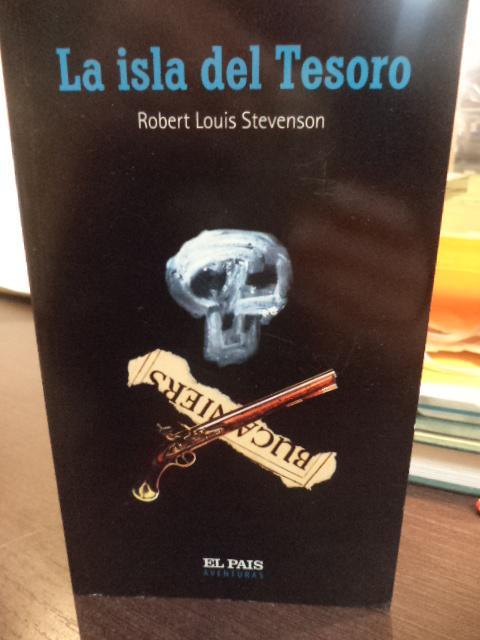 La isla del Tesoro
Robert Louis Stevenson
BUCANIERS
EL PAIS
AVENTURAS